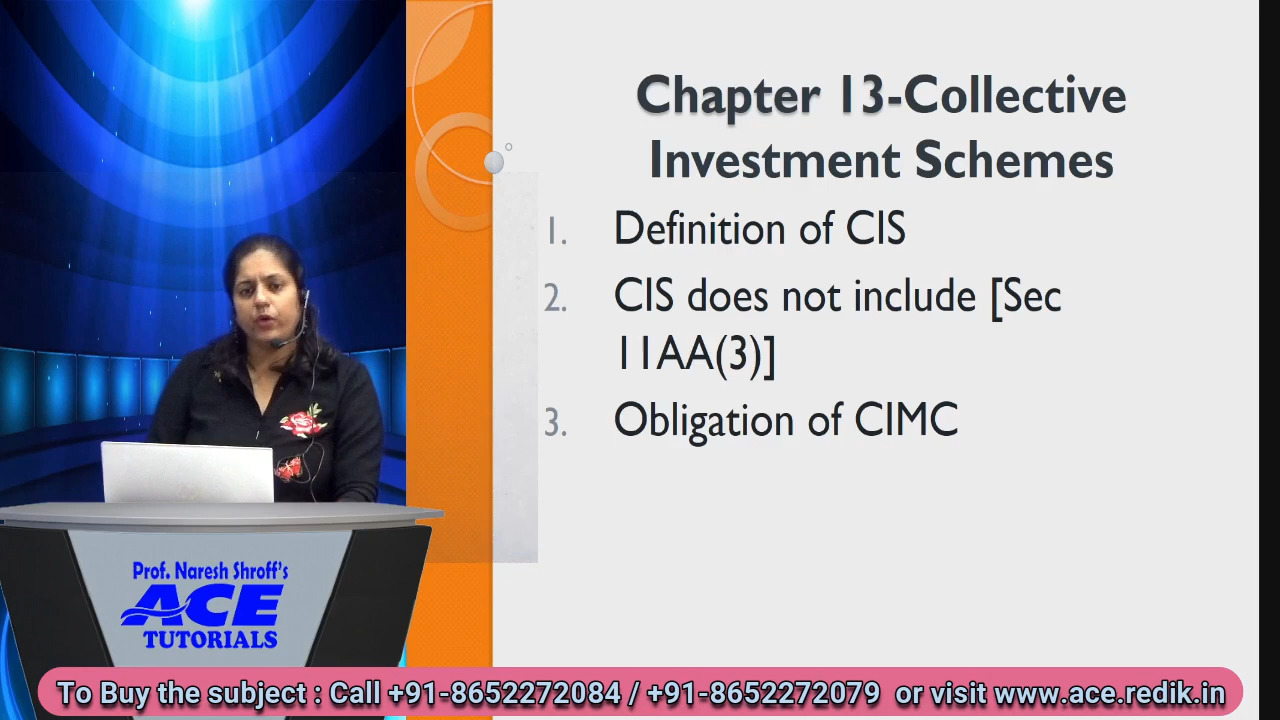 Chapter 13-Collective
Investment Schemes
1. Definition of CIS
2. CIS does not include [Sec
11AA(3)]
3. Obligation of CIMC
Prof. Naresh Shroff's
ACE
TUTORIALS
To Buy the subject : Call +91-8652272084 / +91-8652272079 or visit www.ace.redik.in